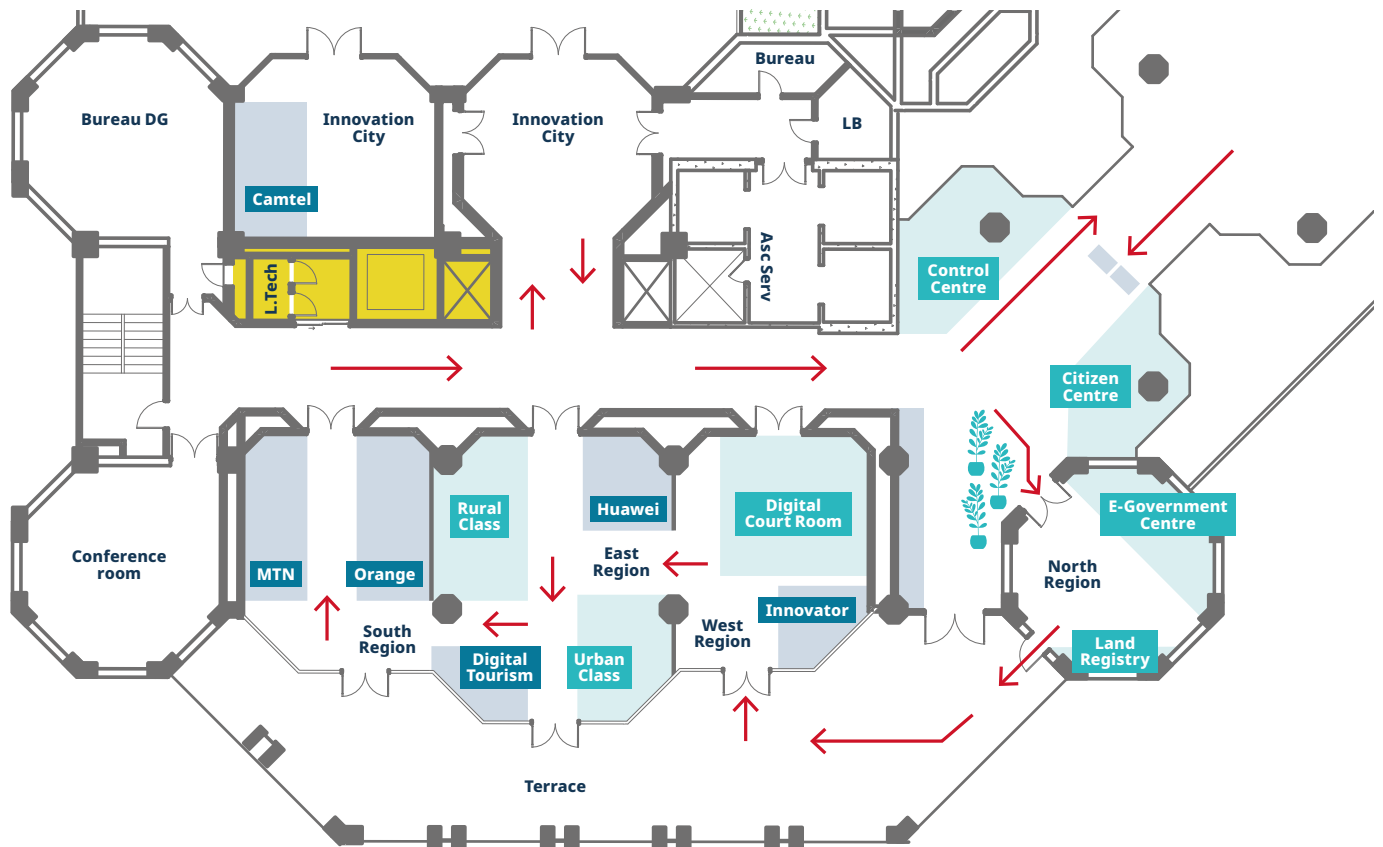 Bureau
Bureau DG
Innovation
City
Innovation
City
LB
Camtel
L.Tech
Asc Serv
Control
Centre
Citizen
Centre
Rural
Class
Huawei
Digital
Court Room
E-Government
Centre
Conference
room
MTN
Orange
East
Region
North
Region
Innovator
South
Region
West
Region
Digital
Tourism
Urban
Class
Land
Registry
Terrace